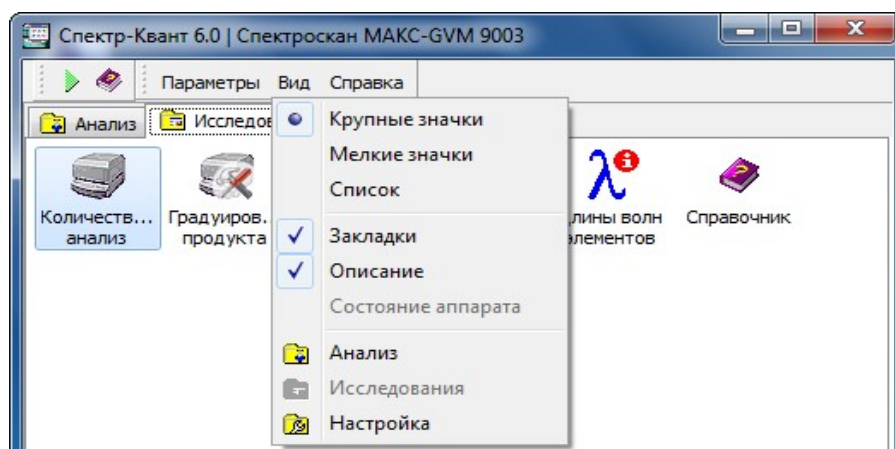 Спектр-Квант 6.0 | Спектроскан МАКС-GVM 9003
Параметры Вид Справка
Анализ Исследов
Крупные значки
Мелкие значки
Список
Закладки
Описание
Состояние аппарата
Анализ
Исследования
Настройка
Количеств...
анализ
Градуиров..
продукта
лины волн
элементов
Справочник